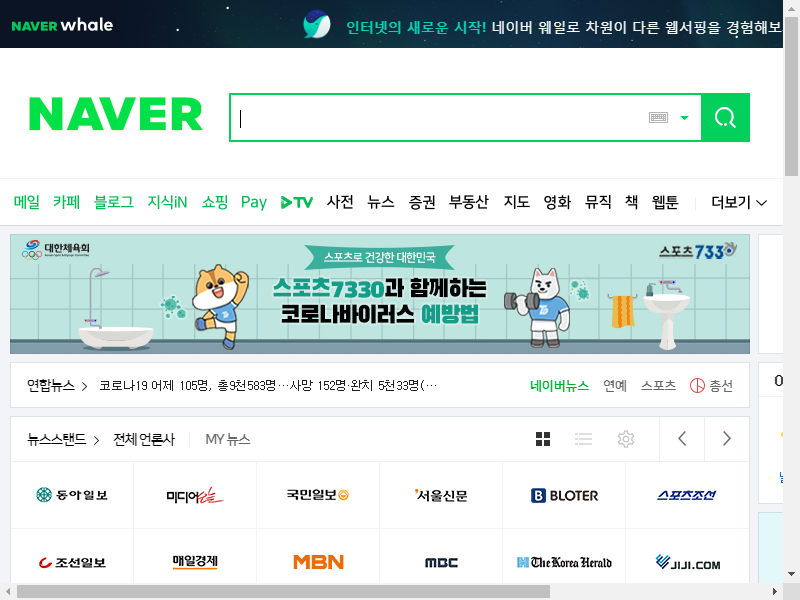 NAVER whale 인터넷의 새로운 시작! 네이버 웨일로 차원이 다른 웹서핑을 경험해보
NAVER
메일 카페 블로그 지식iN 쇼핑 Pay TV 사전 뉴스 증권 부동산 지도 영화 뮤직 책 웹툰 더보기
대한체육회
스포츠로 건강한 대한민국
스포츠 7330
스포츠7330과 함께하는
코로나바이러스 예방법
연합뉴스 코로나19 어제 105명, 총9천583명…사망 152명·완치 5천33명(…
네이버뉴스 연예 스포츠 총선
뉴스스탠드 전체 언론사 MY 뉴스
동아일보 미디어오늘 국민일보 서울신문 BLOTER 스포츠조선
조선일보 매일경제 MBN MBC The Korea Herald JIJI.COM